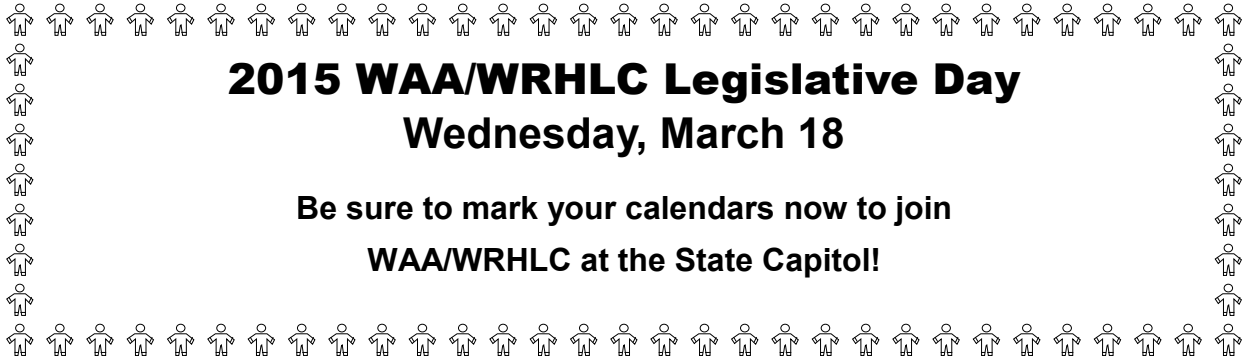 2015 WAA/WRHLC Legislative Day
Wednesday, March 18
Be sure to mark your calendars now to join
WAA/WRHLC at the State Capitol!